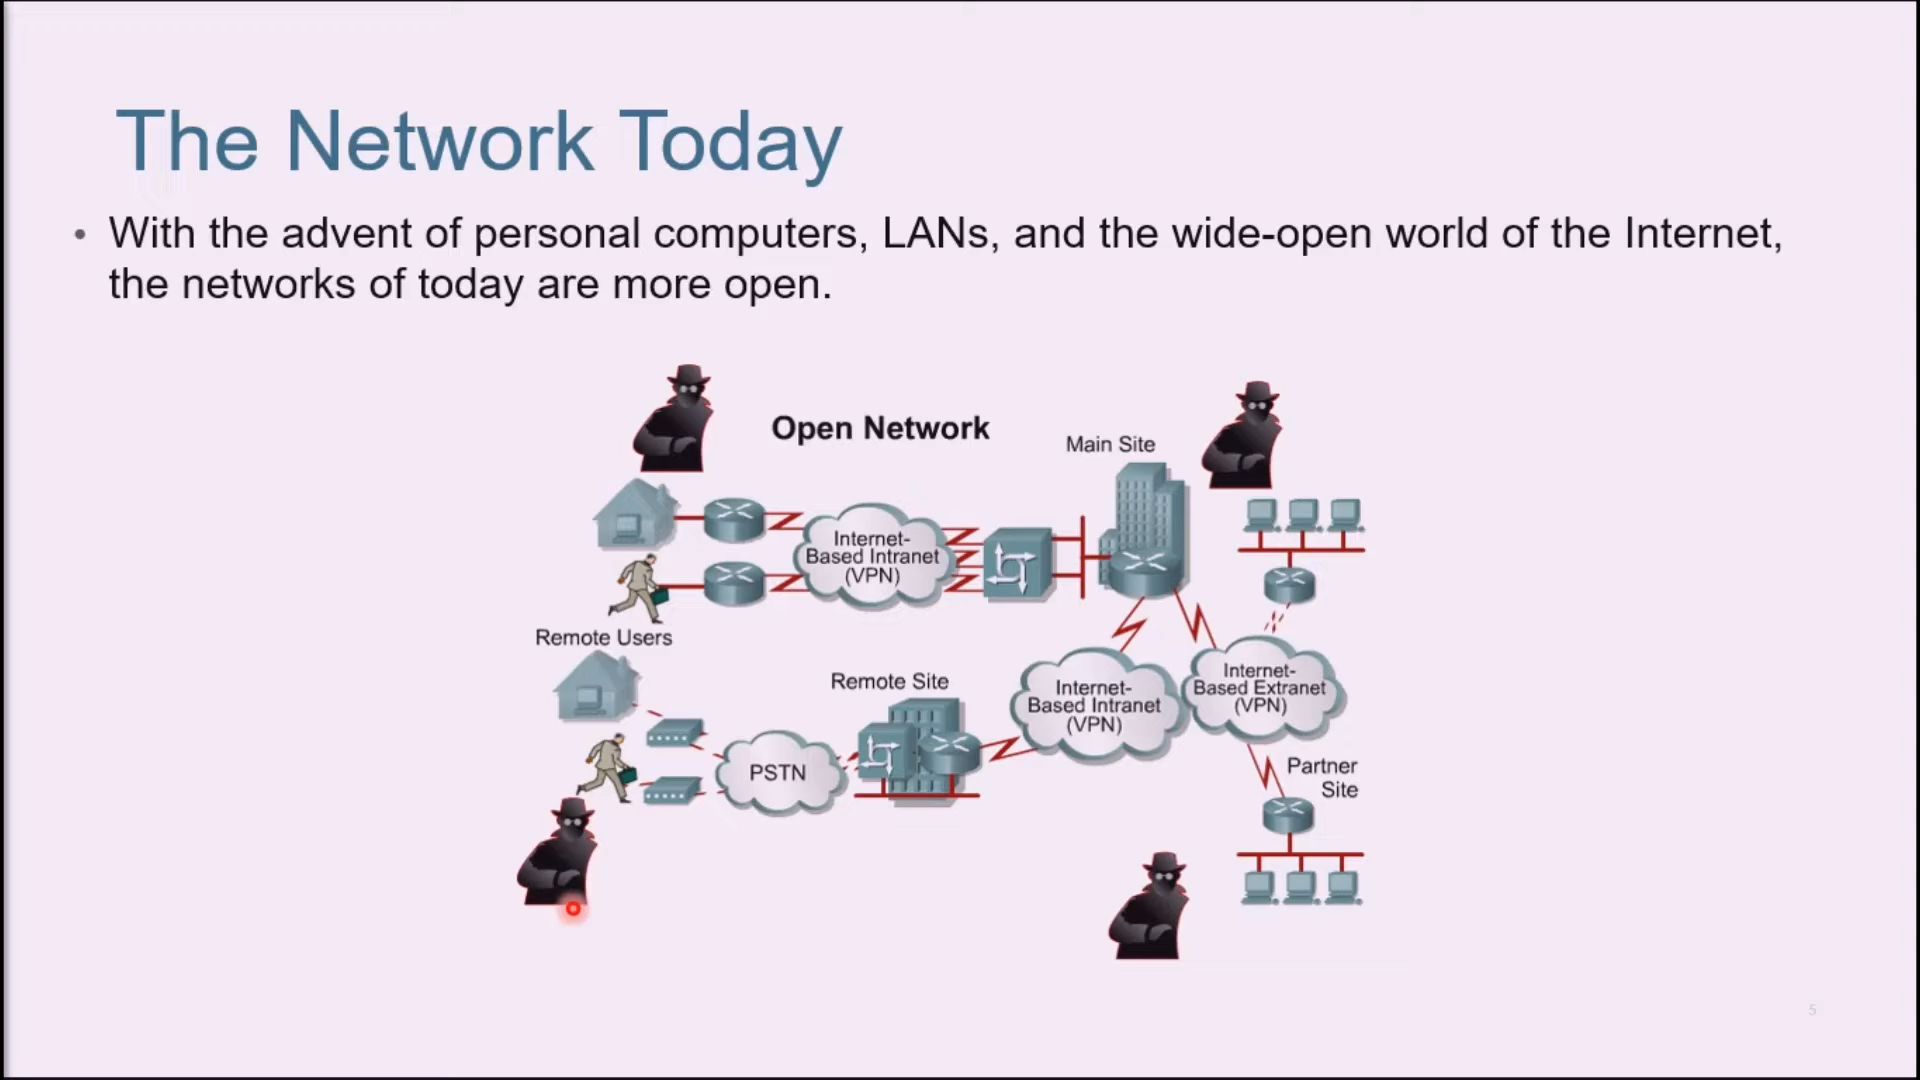 The Network Today
• With the advent of personal computers, LANs, and the wide-open world of the Internet,
the networks of today are more open.
Open Network
Main Site
Internet-
Based Intranet
(VPN)
Remote Users
Remote Site
Internet-
Based Intranet
(VPN)
Internet-
Based Extranet
(VPN)
PSTN
Partner
Site
5